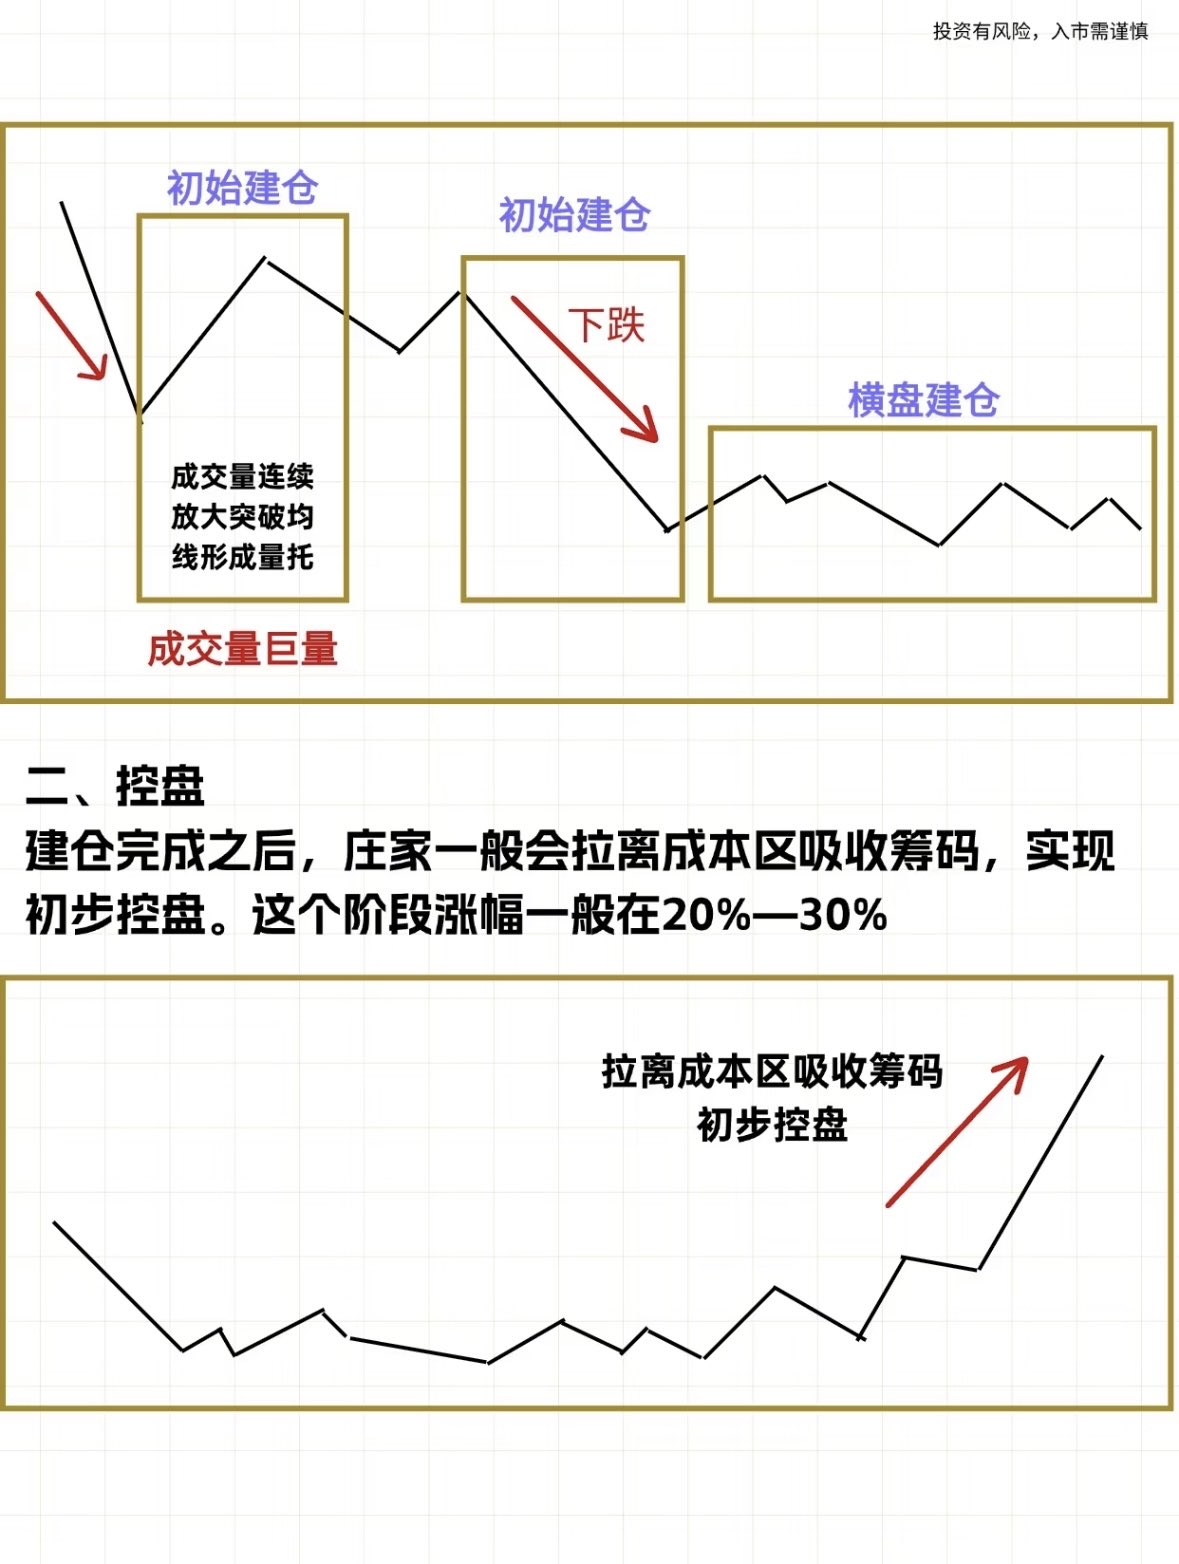 投资有风险，入市需谨慎
初始建仓
初始建仓
下跌
横盘建仓
成交量连续
放大突破均
线形成量托
成交量巨量
二、控盘
建仓完成之后，庄家一般会拉离成本区吸收筹码，实现
初步控盘。这个阶段涨幅一般在20%—30%
拉离成本区吸收筹码
初步控盘